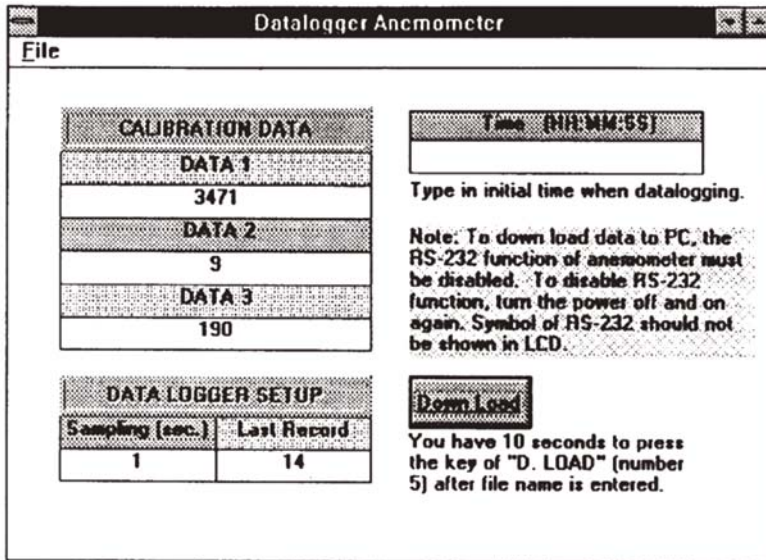 Datalogger Anemometer
File
CALIBRATION DATA
DATA 1
3471
DATA 2
9
DATA 3
190
DATA LOGGER SETUP
Sampling (sec.) Last Record
1 14
Time (HH:MM:SS)
Type in initial time when datalogging.
Note: To down load data to PC, the
RS-232 function of anemometer must
be disabled. To disable RS-232
function, turn the power off and on
again. Symbol of RS-232 should not
be shown in LCD.
Down Load
You have 10 seconds to press
the key of "D. LOAD" (number
5) after file name is entered.